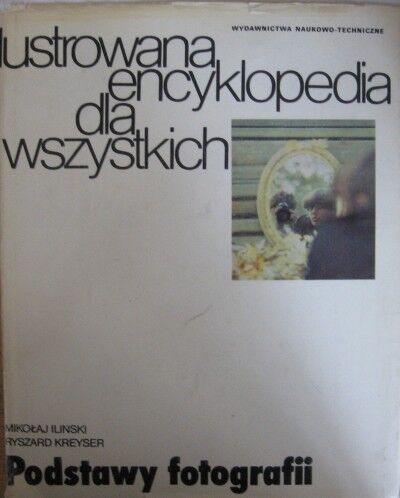 WYDAWNICTWA NAUKOWO-TECHNICZNE
lustrowana
encyklopedia
dla
wszystkich
MIKOŁAJ ILINSKI
RYSZARD KREYSER
Podstawy fotografii